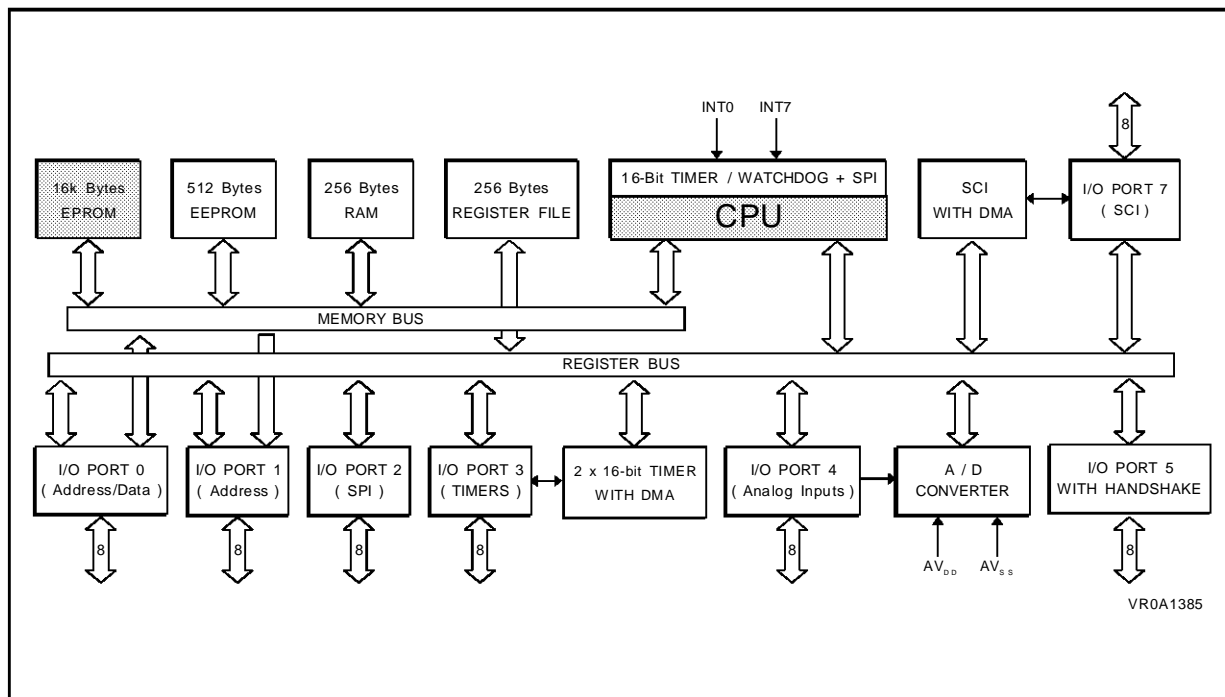 INT0 INT7
8
16k Bytes
EPROM
512 Bytes
EEPROM
256 Bytes
RAM
256 Bytes
REGISTER FILE
16-Bit TIMER / WATCHDOG + SPI
CPU
SCI
WITH DMA
I/O PORT 7
( SCI )
MEMORY BUS
REGISTER BUS
I/O PORT 0
( Address/Data )
I/O PORT 1
( Address )
I/O PORT 2
( SPI )
I/O PORT 3
( TIMERS )
2 x 16-bit TIMER
WITH DMA
I/O PORT 4
( Analog Inputs )
A / D
CONVERTER
I/O PORT 5
WITH HANDSHAKE
8 8 8 8 8 8
AVDD AVSS
VR0A1385